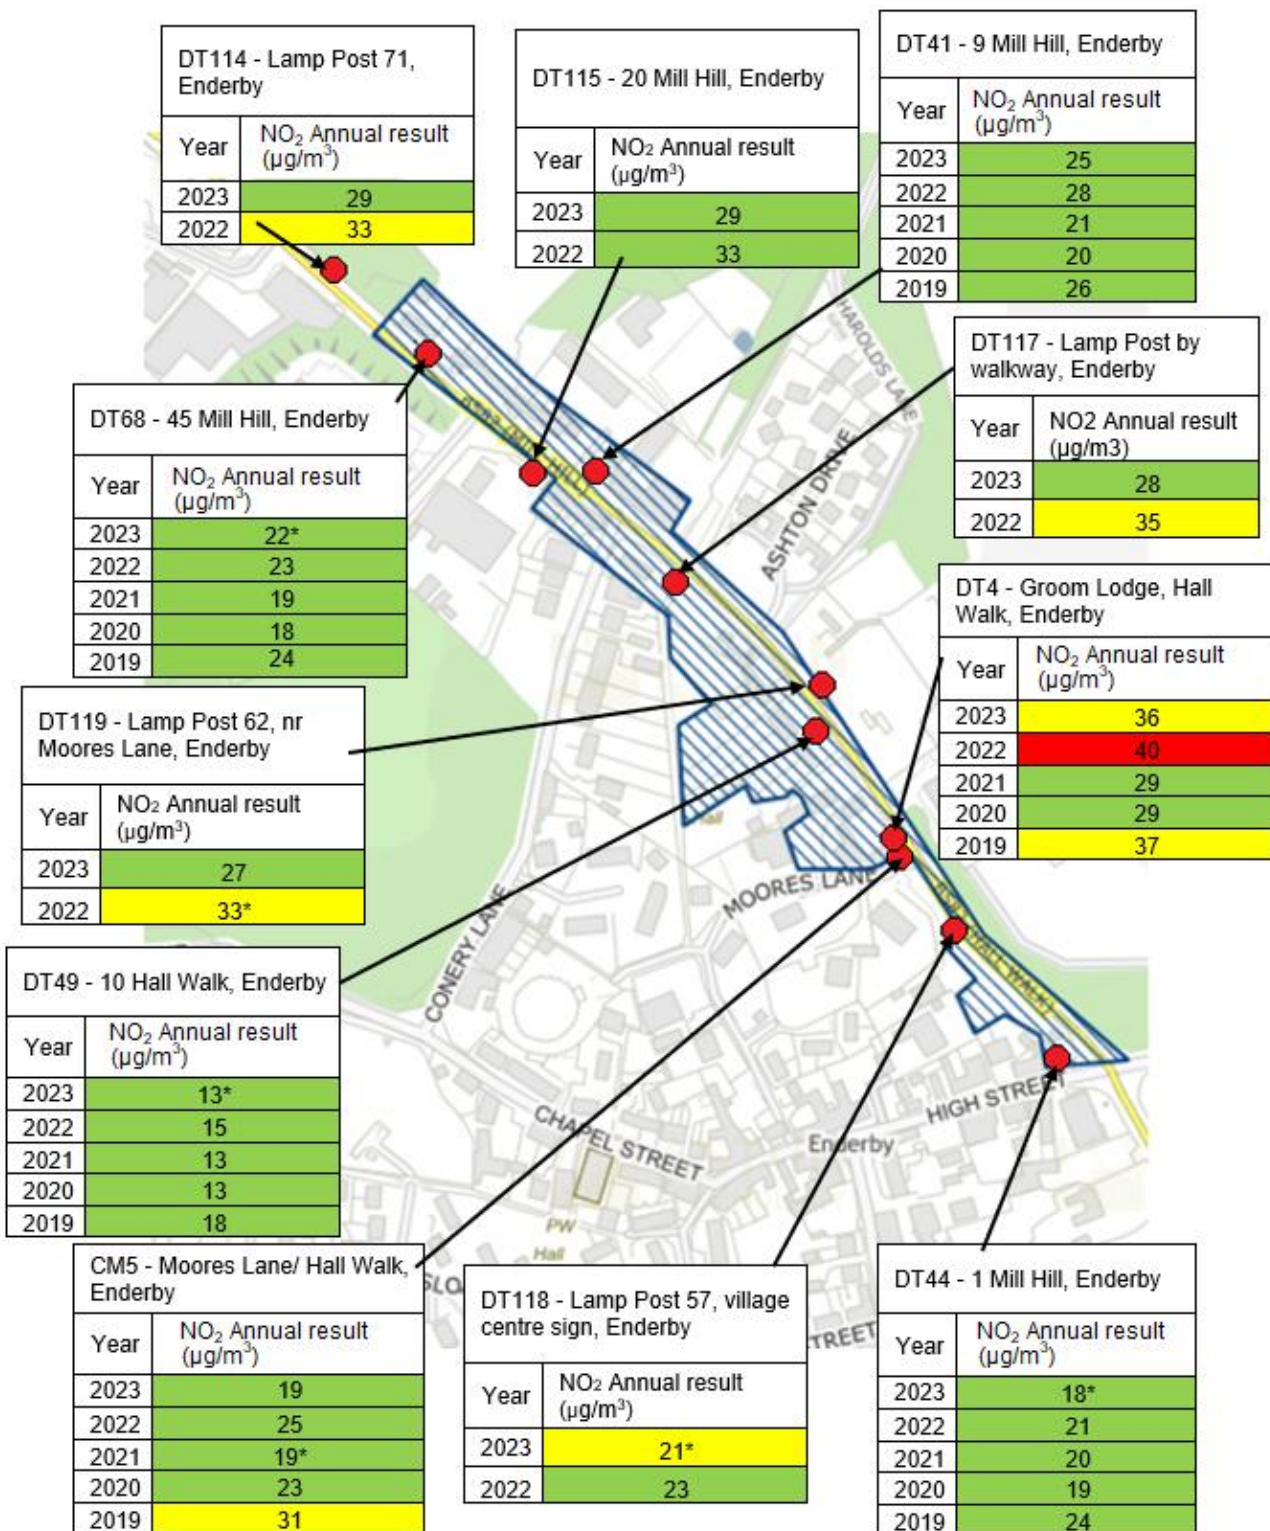 DT114 - Lamp Post 71,
Enderby
Year NO₂ Annual result
(µg/m³)
2023 29
2022 33
DT115 - 20 Mill Hill, Enderby
Year NO₂ Annual result
(µg/m³)
2023 29
2022 33
DT41 - 9 Mill Hill, Enderby
Year NO₂ Annual result
(µg/m³)
2023 25
2022 28
2021 21
2020 20
2019 26
DT117 - Lamp Post by
walkway, Enderby
Year NO2 Annual result
(µg/m3)
2023 28
2022 35
DT68 - 45 Mill Hill, Enderby
Year NO₂ Annual result
(µg/m³)
2023 22*
2022 23
2021 19
2020 18
2019 24
DT4 - Groom Lodge, Hall
Walk, Enderby
Year NO₂ Annual result
(µg/m³)
2023 36
2022 40
2021 29
2020 29
2019 37
DT119 - Lamp Post 62, nr
Moores Lane, Enderby
Year NO₂ Annual result
(µg/m³)
2023 27
2022 33*
DT49 - 10 Hall Walk, Enderby
Year NO₂ Annual result
(µg/m³)
2023 13*
2022 15
2021 13
2020 13
2019 18
CM5 - Moores Lane/ Hall Walk,
Enderby
Year NO₂ Annual result
(µg/m³)
2023 19
2022 25
2021 19*
2020 23
2019 31
DT118 - Lamp Post 57, village
centre sign, Enderby
Year NO₂ Annual result
(µg/m³)
2023 21*
2022 23
DT44 - 1 Mill Hill, Enderby
Year NO₂ Annual result
(µg/m³)
2023 18*
2022 21
2021 20
2020 19
2019 24
HAROLDS LANE
ASHTON DRIVE
HILL)
MOORES LANE
HALL WALK)
CONERY LANE
HIGH STREET
CHAPEL STREET
Enderby
PW
Hall
SLO
STREET